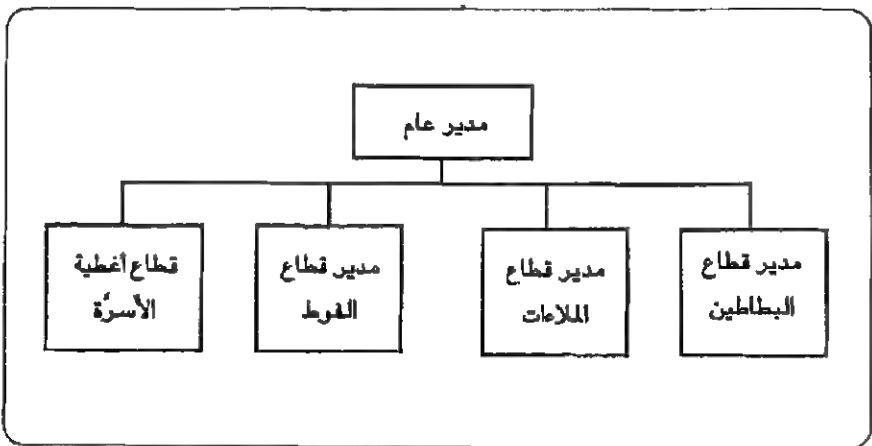 مدير عام
مدير قطاع
البطاطين
مدير قطاع
الملاءات
مدير قطاع
الفوط
قطاع أغطية
الأسرَّة